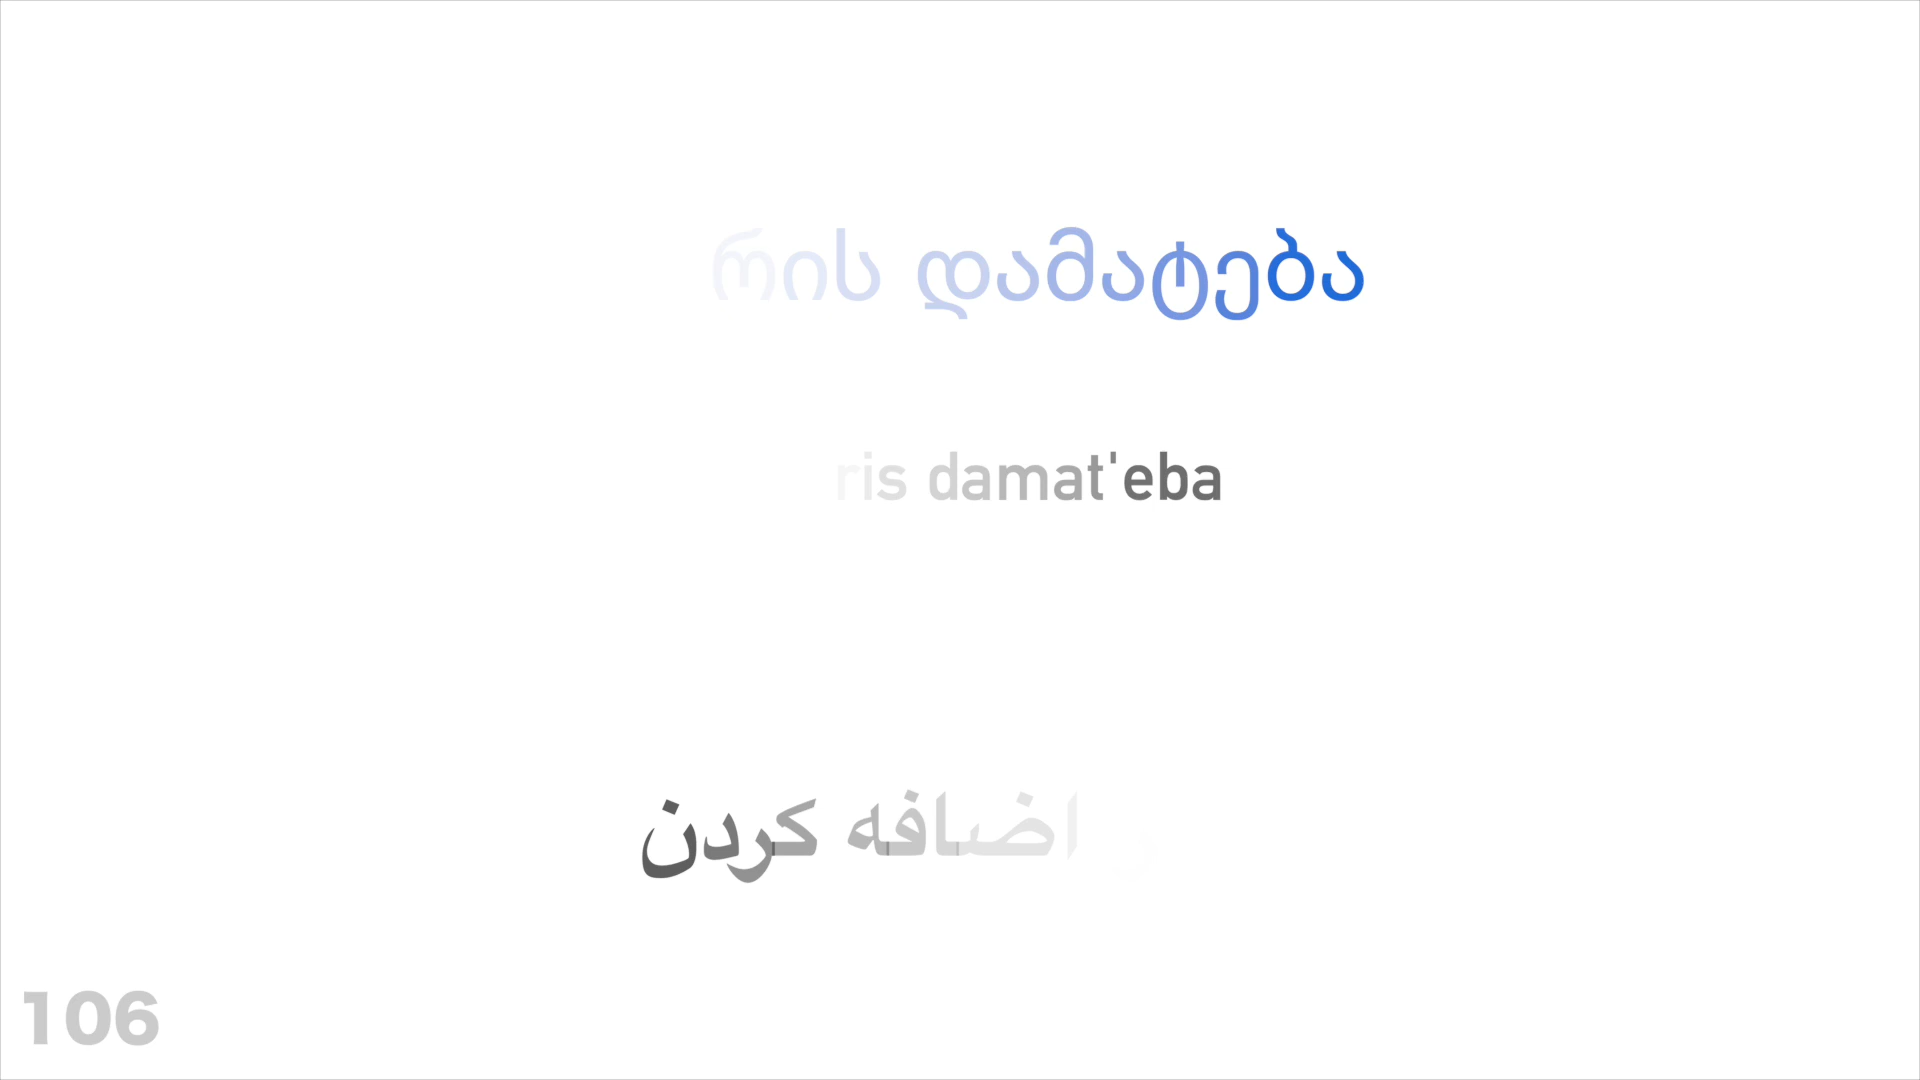 რის დამატება
ris damat'eba
اضافه کردن
106